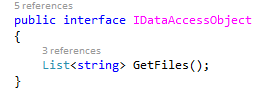 5 references
public interface IDataAccessObject
{
3 references
List<string> GetFiles();
}